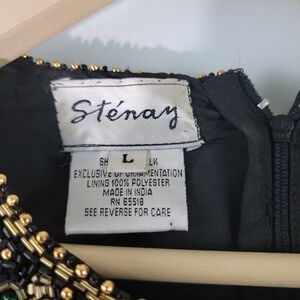 Sténay
L
EXCLUSIVE OF ORNAMENTATION
LINING 100% POLYESTER
MADE IN INDIA
RN 65518
SEE REVERSE FOR CARE